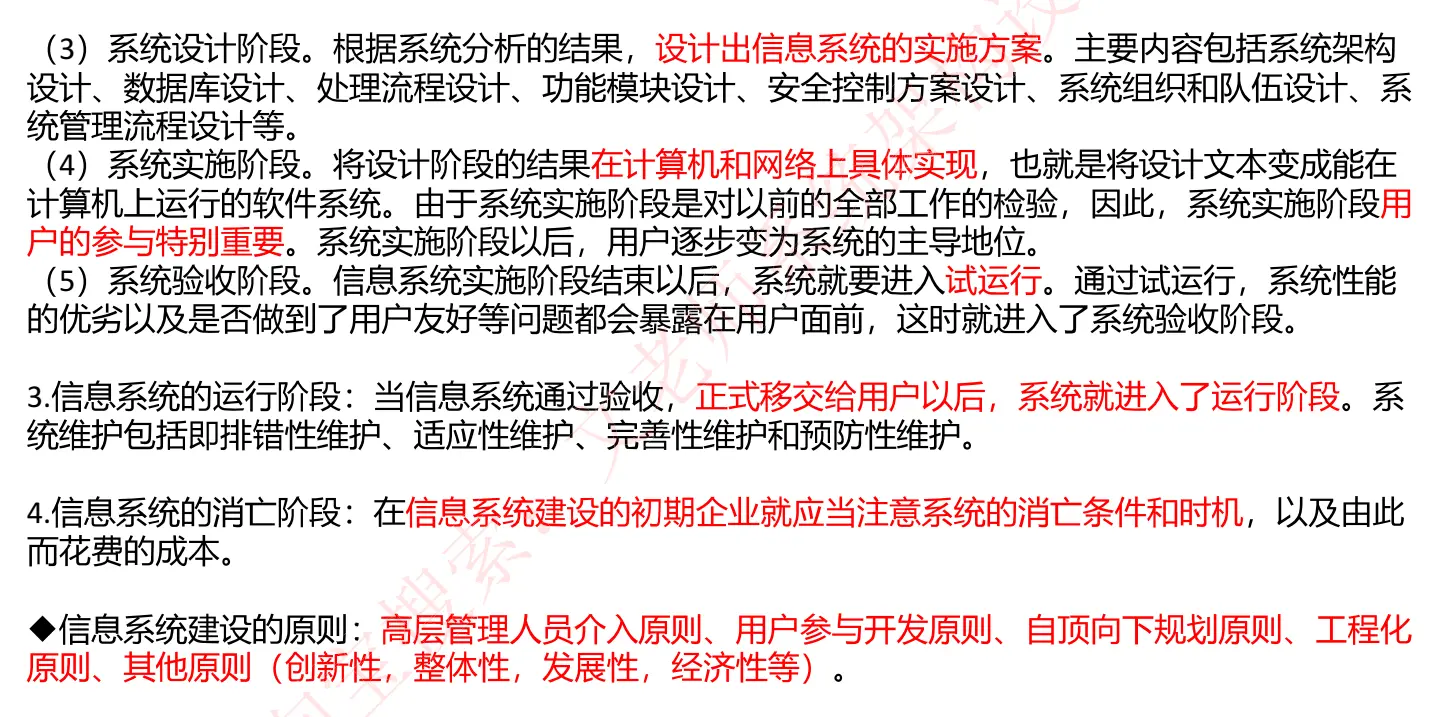 （3）系统设计阶段。根据系统分析的结果，设计出信息系统的实施方案。主要内容包括系统架构
设计、数据库设计、处理流程设计、功能模块设计、安全控制方案设计、系统组织和队伍设计、系
统管理流程设计等。
（4）系统实施阶段。将设计阶段的结果在计算机和网络上具体实现，也就是将设计文本变成能在
计算机上运行的软件系统。由于系统实施阶段是对以前的全部工作的检验，因此，系统实施阶段用
户的参与特别重要。系统实施阶段以后，用户逐步变为系统的主导地位。
（5）系统验收阶段。信息系统实施阶段结束以后，系统就要进入试运行。通过试运行，系统性能
的优劣以及是否做到了用户友好等问题都会暴露在用户面前，这时就进入了系统验收阶段。
3.信息系统的运行阶段：当信息系统通过验收，正式移交给用户以后，系统就进入了运行阶段。系
统维护包括即排错性维护、适应性维护、完善性维护和预防性维护。
4.信息系统的消亡阶段：在信息系统建设的初期企业就应当注意系统的消亡条件和时机，以及由此
而花费的成本。
◆信息系统建设的原则：高层管理人员介入原则、用户参与开发原则、自顶向下规划原则、工程化
原则、其他原则（创新性，整体性，发展性，经济性等）。